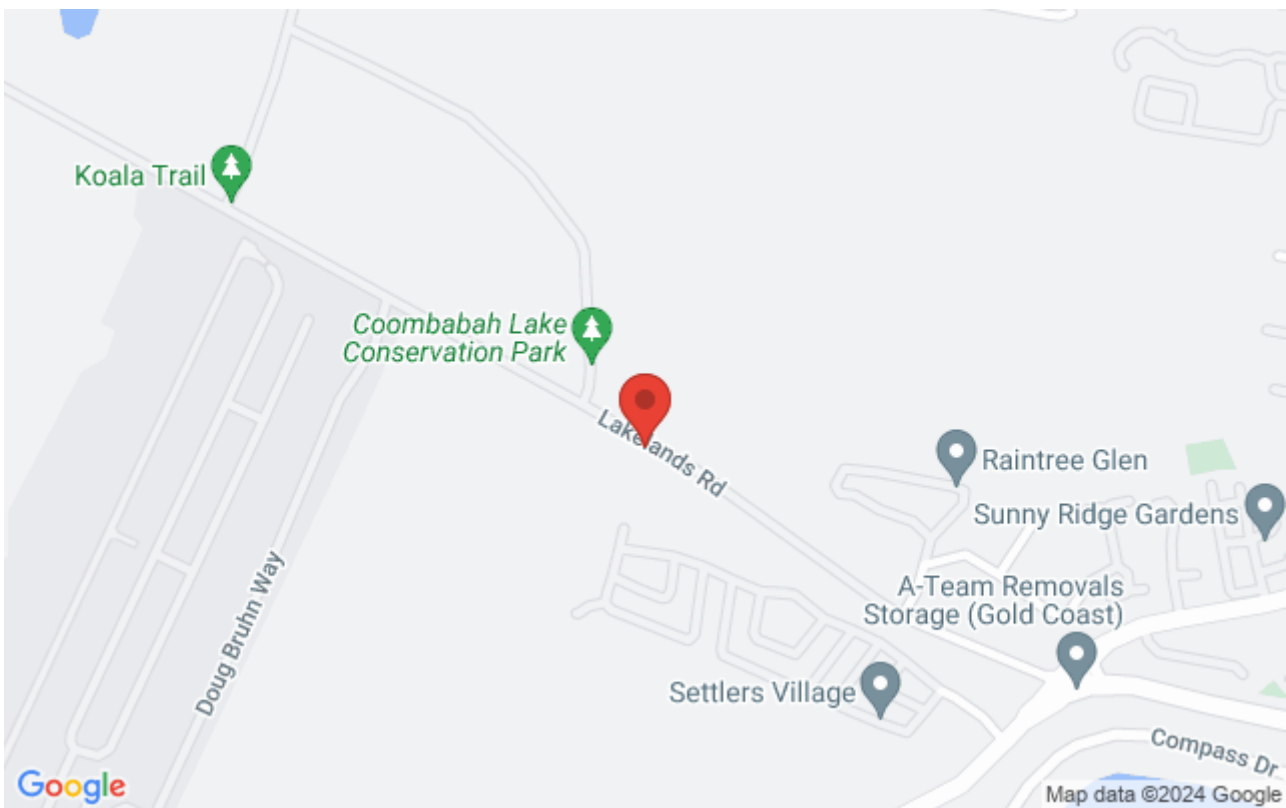 Koala Trail
Coombabah Lake
Conservation Park
Lakelands Rd
Raintree Glen
Sunny Ridge Gardens
A-Team Removals
Storage (Gold Coast)
Doug Bruhn Way
Settlers Village
Compass Dr
Google
Map data ©2024 Google